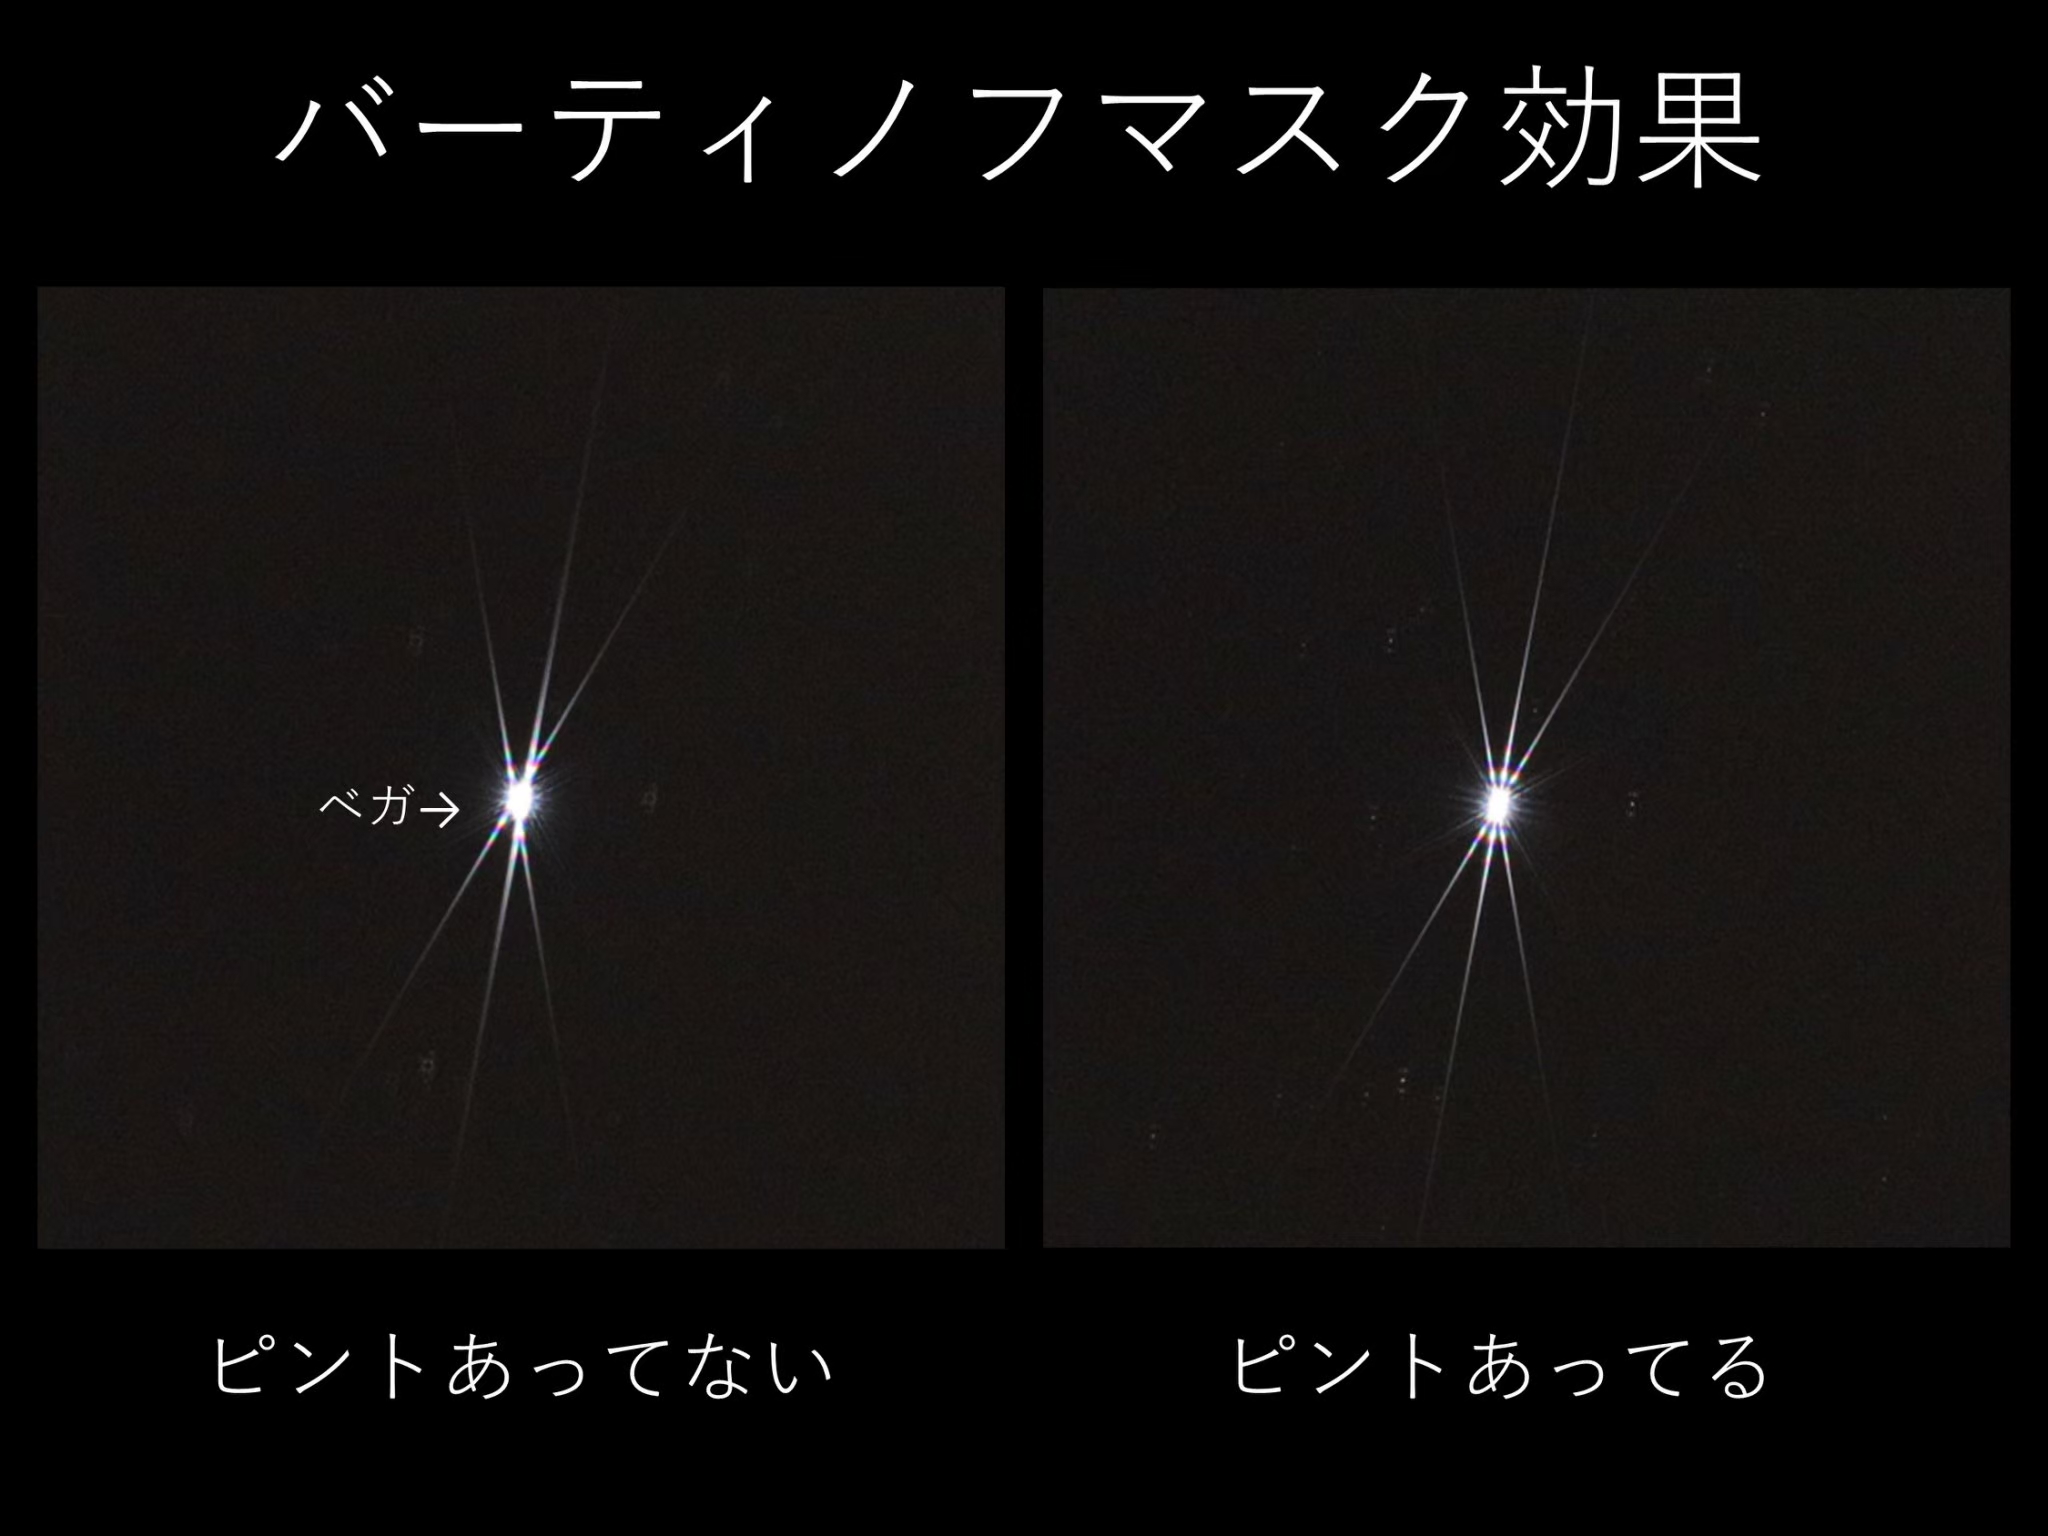 バーティノフマスク効果
ベガ→
ピントあってない
ピントあってる